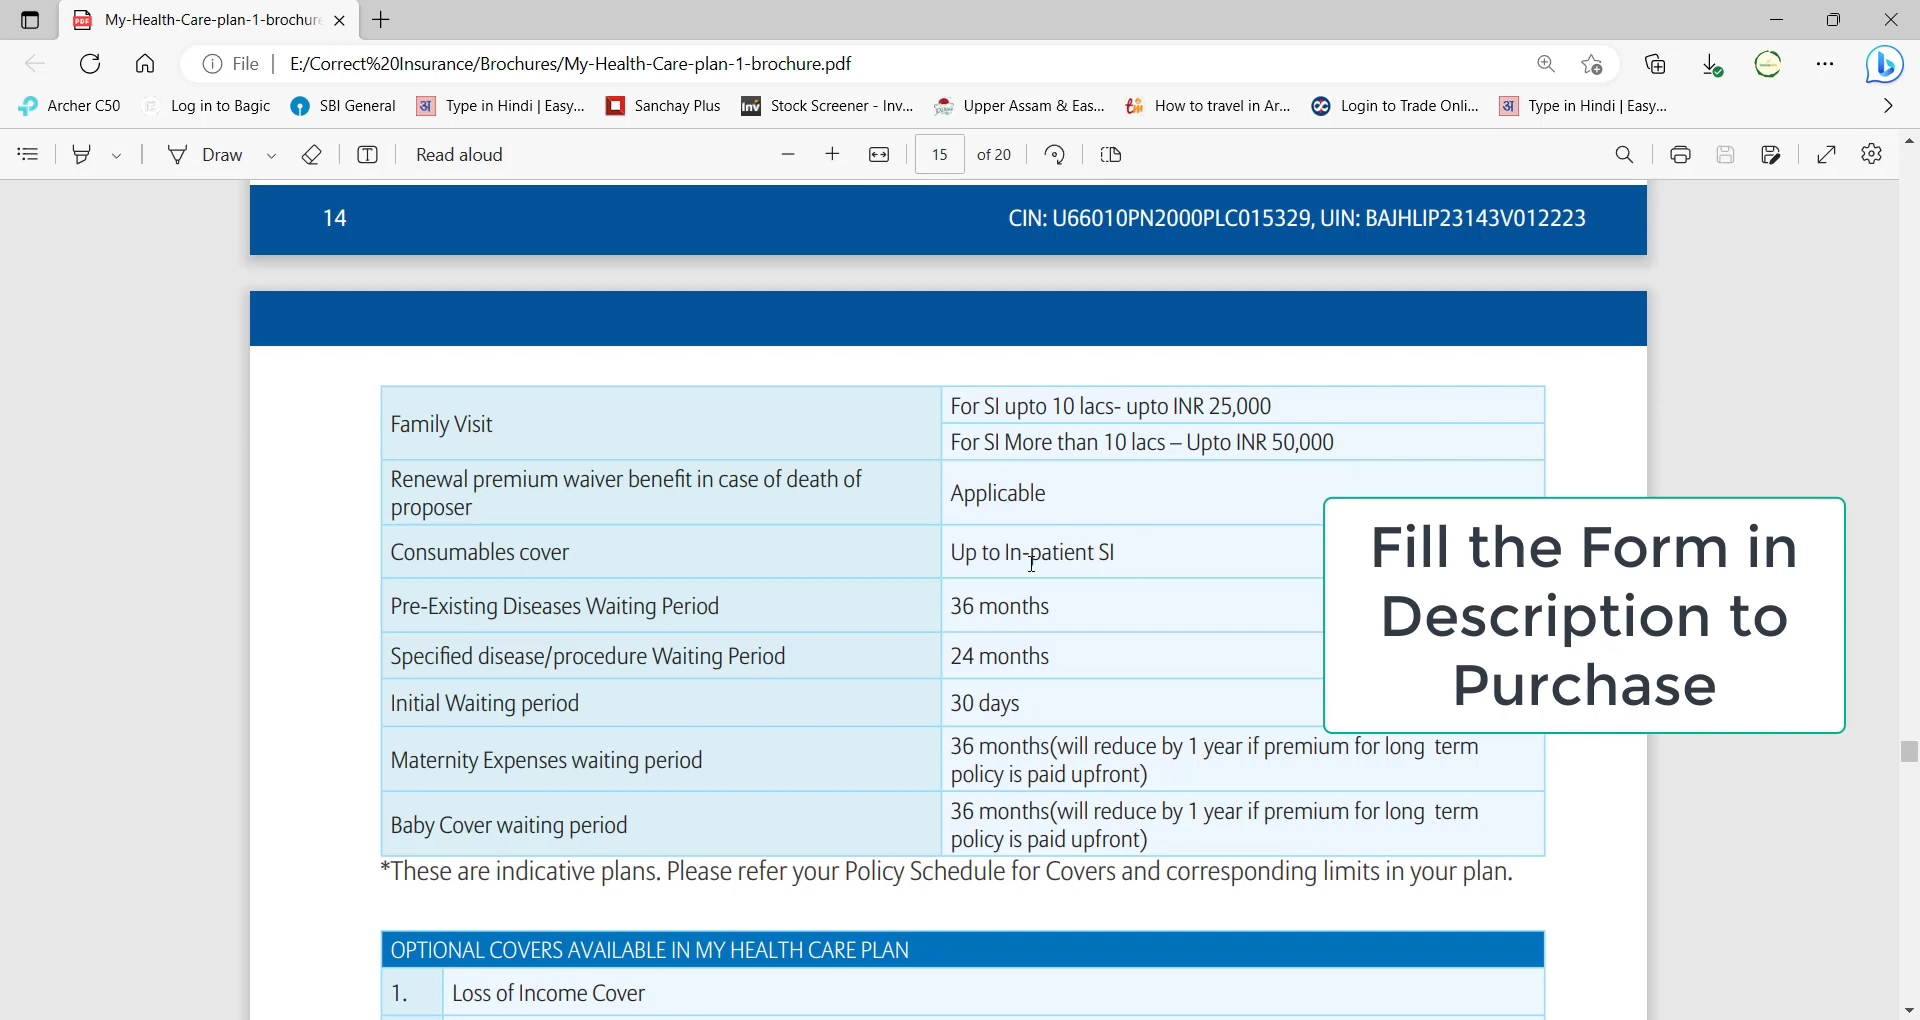 My-Health-Care-plan-1-brochure
File
E:/Correct%20Insurance/Brochures/My-Health-Care-plan-1-brochure.pdf
Archer C50
Log in to Bagic
SBI General
अ Type in Hindi | Easy...
Sanchay Plus
Inv Stock Screener - Inv...
Upper Assam & Eas...
tm How to travel in Ar...
Login to Trade Onli...
अ Type in Hindi | Easy...
Draw
Read aloud
15 of 20
14
CIN: U66010PN2000PLC015329, UIN: BAJHLIP23143V012223
Family Visit
For SI upto 10 lacs- upto INR 25,000
For SI More than 10 lacs – Upto INR 50,000
Renewal premium waiver benefit in case of death of
proposer
Applicable
Consumables cover
Up to In-patient SI
Pre-Existing Diseases Waiting Period
36 months
Specified disease/procedure Waiting Period
24 months
Initial Waiting period
30 days
Maternity Expenses waiting period
36 months(will reduce by 1 year if premium for long term
policy is paid upfront)
Baby Cover waiting period
36 months(will reduce by 1 year if premium for long term
policy is paid upfront)
*These are indicative plans. Please refer your Policy Schedule for Covers and corresponding limits in your plan.
OPTIONAL COVERS AVAILABLE IN MY HEALTH CARE PLAN
1. Loss of Income Cover
Fill the Form in
Description to
Purchase